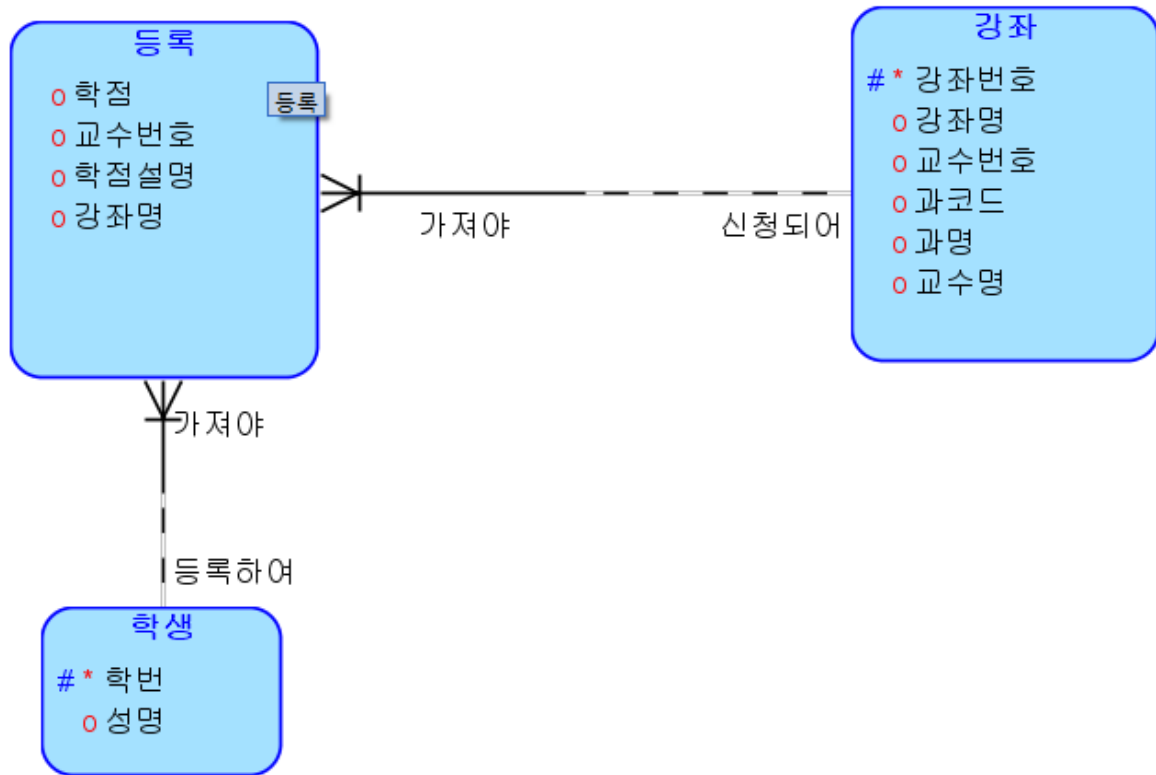 등록
o 학점
o 교수번호
o 학점설명
o 강좌명
등록
강좌
# * 강좌번호
o 강좌명
o 교수번호
o 과코드
o 과명
o 교수명
가져야
신청되어
가져야
등록하여
학생
# * 학번
o 성명